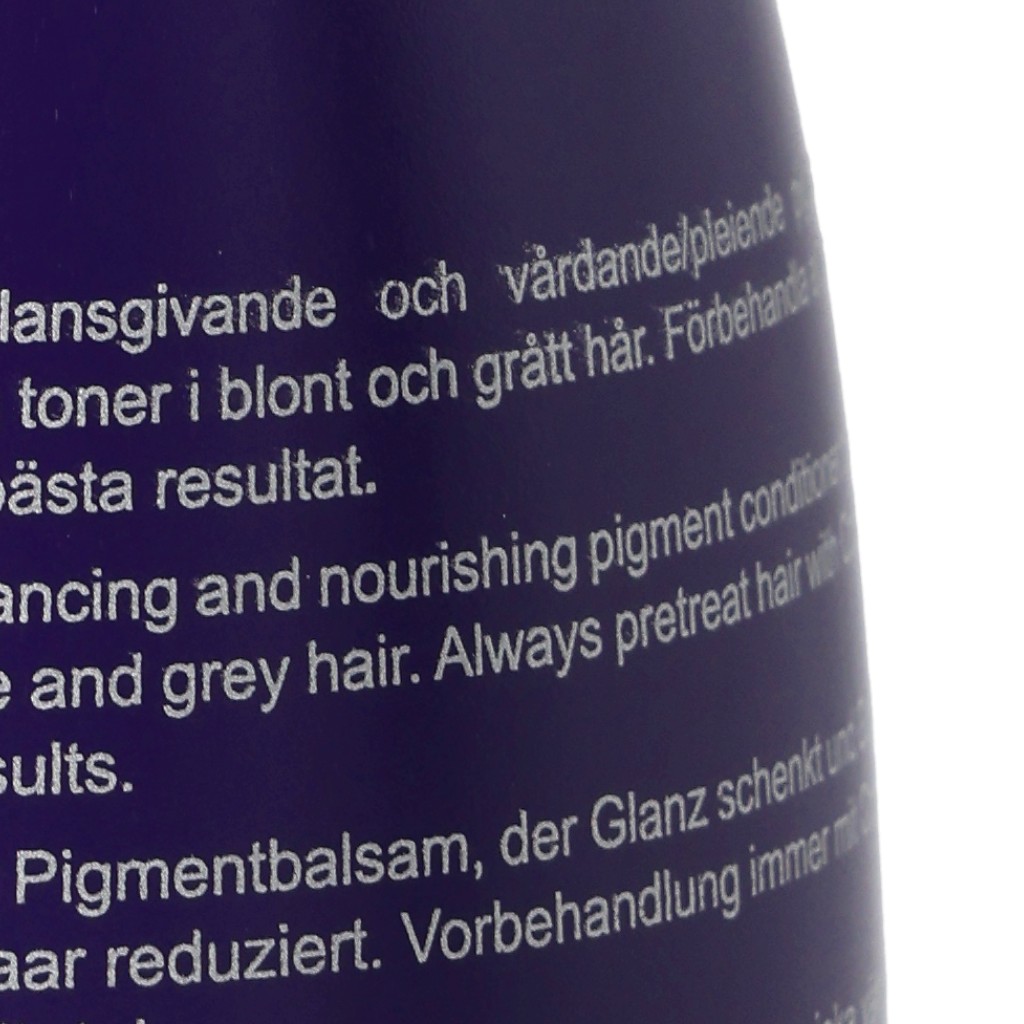 lansgivande och vårdande/pleiende
toner i blont och grått hår. Förbehandla
bästa resultat.
ancing and nourishing pigment conditioner
e and grey hair. Always pretreat hair with
sults.
Pigmentbalsam, der Glanz schenkt und
aar reduziert. Vorbehandlung immer mit